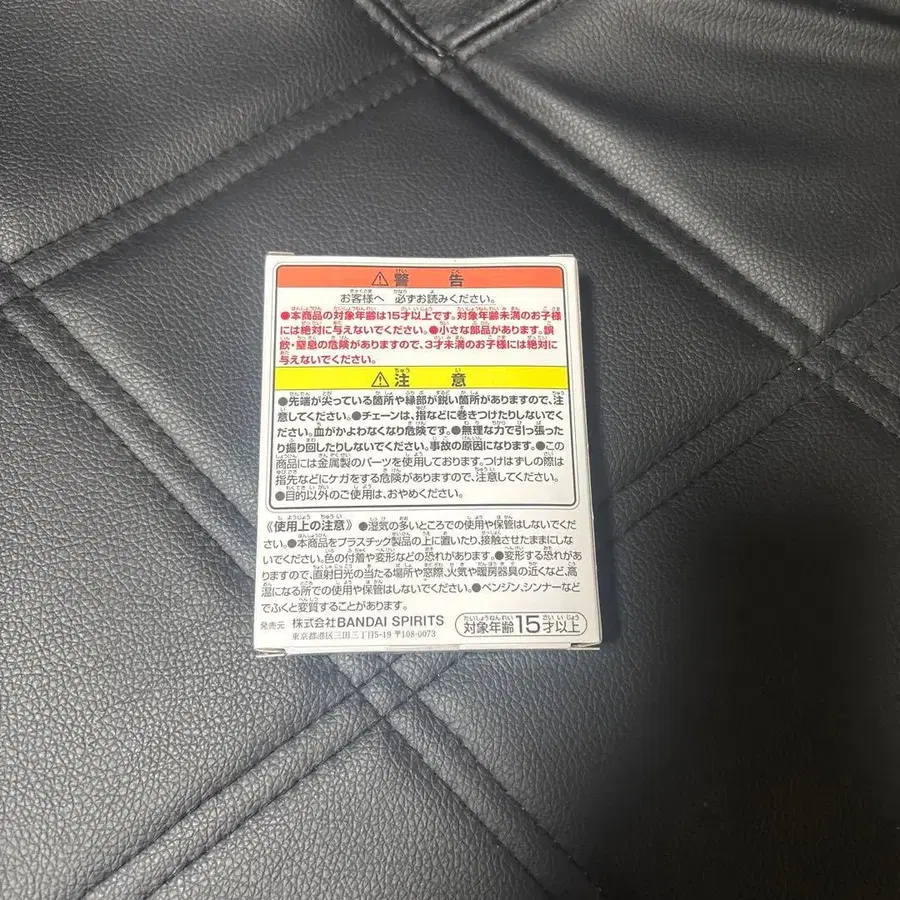 ⚠警告
お客様へ 必ずお読みください。
●本商品の対象年齢は15才以上です。対象年齢未満のお子様
には絶対に与えないでください。●小さな部品があります。誤
飲・窒息の危険がありますので、3才未満のお子様には絶対に
与えないでください。
⚠注意
●先端が尖っている箇所や縁部が鋭い箇所がありますので、注
意してください。●チェーンは、指などに巻きつけたりしないでく
ださい。血がかよわなくなり危険です。●無理な力で引っ張った
り振り回したりしないでください。事故の原因になります。●この
商品には金属製のパーツを使用しております。つけはずしの際は
指先などにケガをする危険がありますので、注意してください。
●目的以外のご使用は、おやめください。
《使用上の注意》●湿気の多いところでの使用や保管はしないでくだ
さい。●本商品をプラスチック製品の上に置いたり、接触させたままにしな
いでください。色の付着や変形などの恐れがあります。●変形する恐れがあ
りますので、直射日光の当たる場所や窓際、火気や暖房器具の近くなど、高
温になる所での使用や保管はしないでください。●ベンジン、シンナーなど
でふくと変質することがあります。
発売元 株式会社BANDAI SPIRITS
東京都港区三田三丁目5-19 〒108-0073
対象年齢15才以上